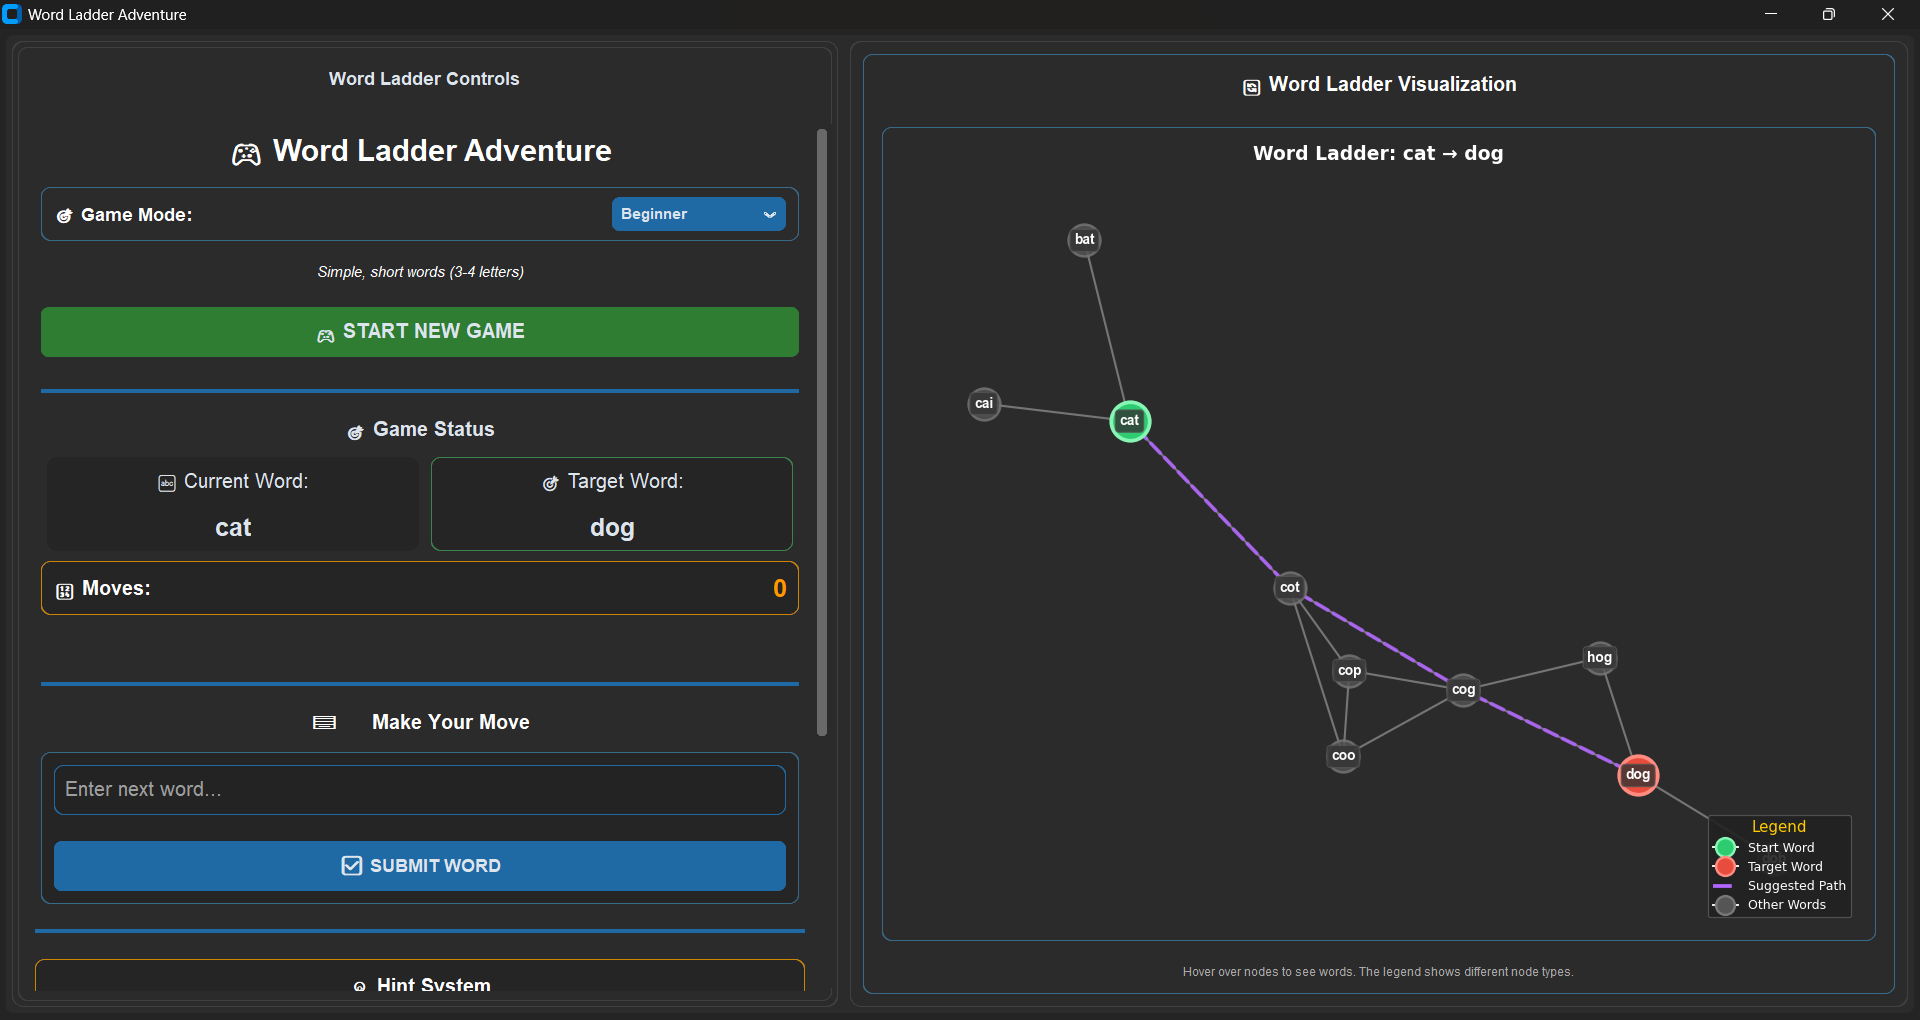 Word Ladder Adventure
Word Ladder Controls
Word Ladder Adventure
Game Mode:
Beginner
Simple, short words (3-4 letters)
START NEW GAME
Game Status
abc Current Word:
cat
Target Word:
dog
Moves:
0
Make Your Move
Enter next word...
SUBMIT WORD
Hint System
Word Ladder Visualization
Word Ladder: cat → dog
bat
cai
cat
cot
cop
cog
hog
coo
dog
Legend
Start Word
Target Word
Suggested Path
Other Words
Hover over nodes to see words. The legend shows different node types.